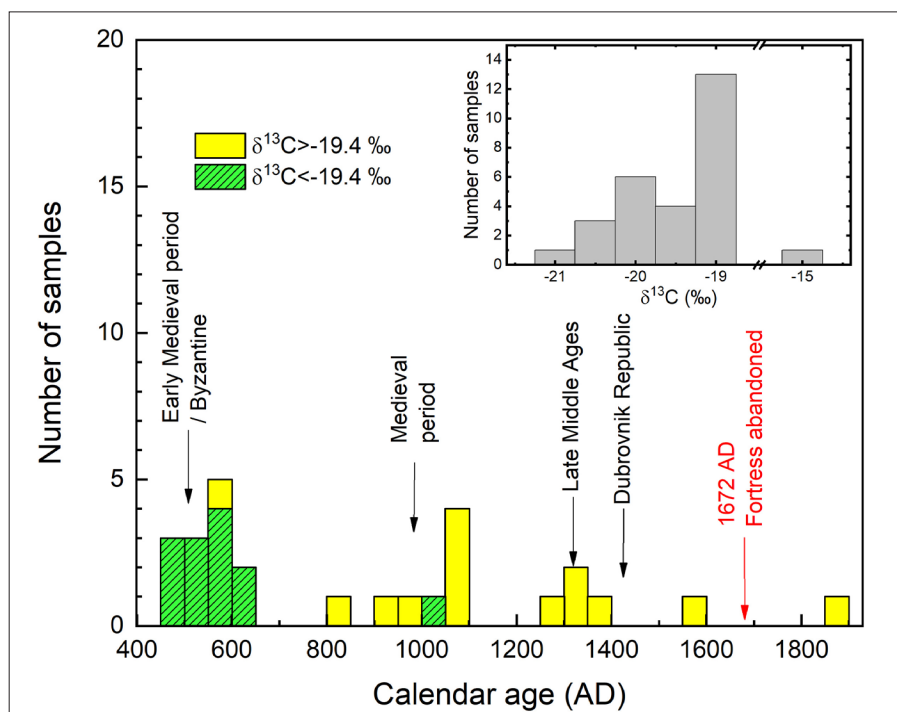 20
15
10
5
0
Number of samples
δ¹³C>-19.4 ‰
δ¹³C<-19.4 ‰
14
12
10
8
6
4
2
0
Number of samples
-21
-20
-19
-15
δ¹³C (‰)
Early Medieval period
/ Byzantine
Medieval
period
Late Middle Ages
Dubrovnik Republic
1672 AD
Fortress abandoned
400
600
800
1000
1200
1400
1600
1800
Calendar age (AD)